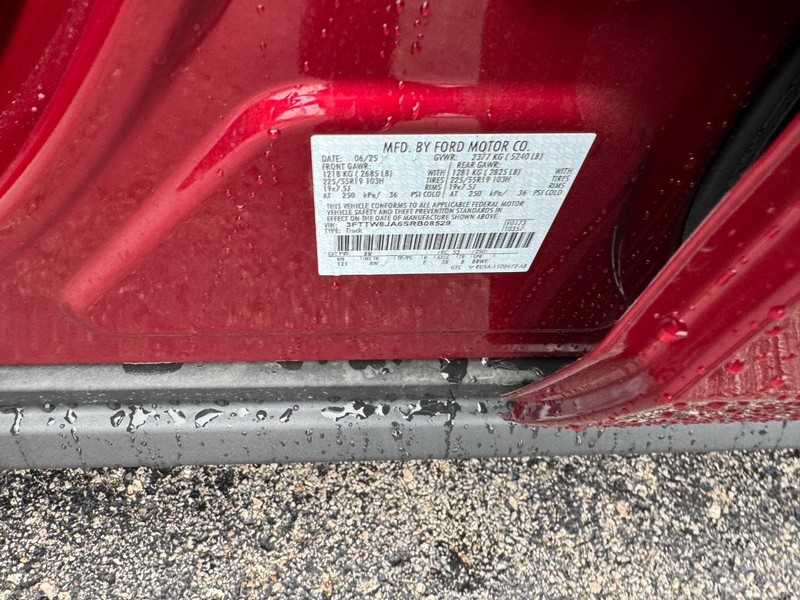 MFD. BY FORD MOTOR CO.
DATE: 06/25 GVWR: 2377 KG ( 5240 LB)
FRONT GAWR: REAR GAWR:
1218 KG ( 2685 LB) WITH 1281 KG ( 2825 LB) WITH
225/55R19 103H TIRES 225/55R19 103H TIRES
19x7.5J RIMS 19x7.5J RIMS
AT 250 kPa/ 36 PSI COLD AT 250 kPa/ 36 PSI COLD
THIS VEHICLE CONFORMS TO ALL APPLICABLE FEDERAL MOTOR
VEHICLE SAFETY AND THEFT PREVENTION STANDARDS IN
EFFECT ON THE DATE OF MANUFACTURE SHOWN ABOVE.
VIN: 3FTTW8JA6SRB08529 F0173
TYPE: Truck T0357
121
UTC